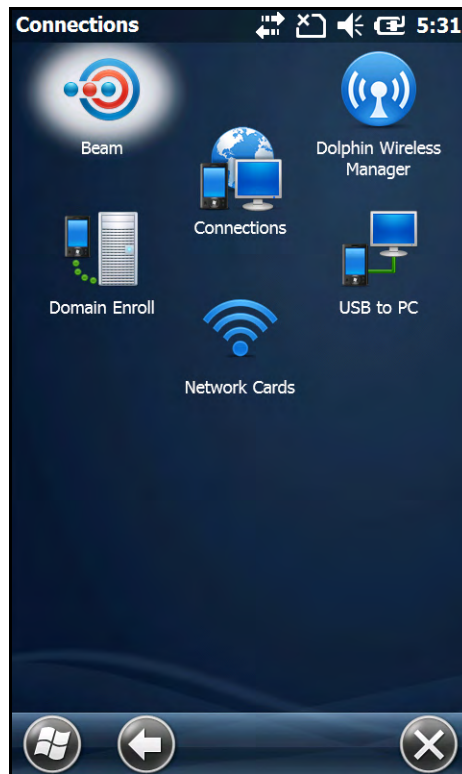 Connections 5:31
Beam
Dolphin Wireless
Manager
Connections
Domain Enroll
USB to PC
Network Cards